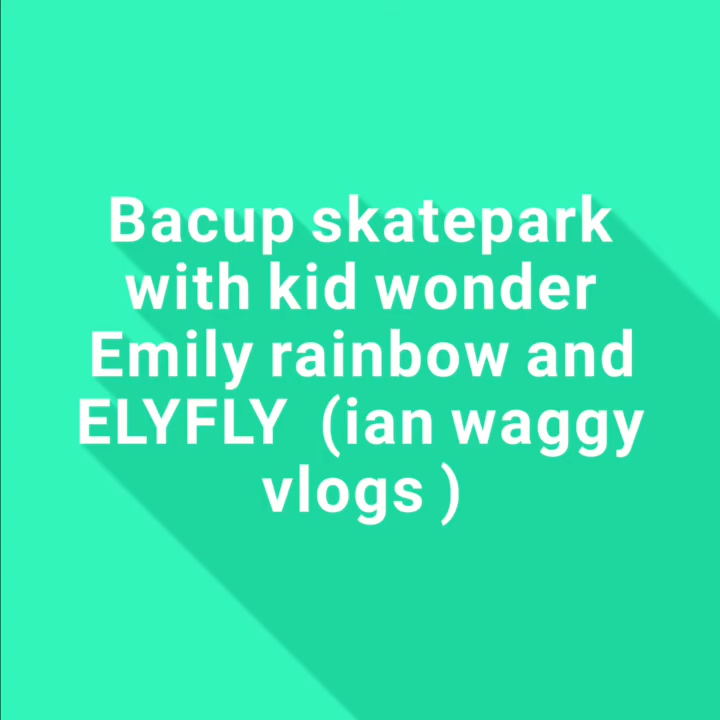 Bacup skatepark
with kid wonder
Emily rainbow and
ELYFLY  (ian waggy
vlogs )